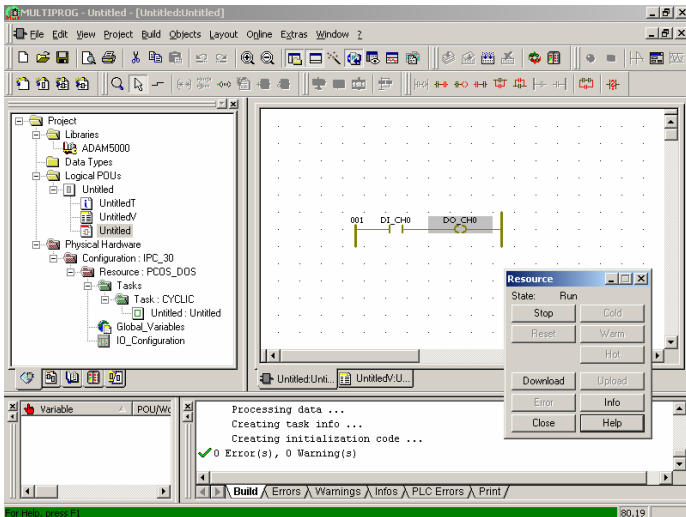 MULTIPROG - Untitled - [Untitled:Untitled]
File Edit View Project Build Objects Layout Online Extras Window ?
Project
Libraries
ADAM5000
Data Types
Logical POUs
Untitled
UntitledT
UntitledV
Untitled
Physical Hardware
Configuration : IPC_30
Resource : PCOS_DOS
Tasks
Task : CYCLIC
Untitled : Untitled
Global_Variables
IO_Configuration
001 DI_CH0 DO_CH0
Untitled:Unti... UntitledV:U...
Resource
State: Run
Stop Cold
Reset Warm
Hot
Download Upload
Error Info
Close Help
Variable POU/Wo
Processing data ...
Creating task info ...
Creating initialization code ...
0 Error(s), 0 Warning(s)
Build Errors Warnings Infos PLC Errors Print
For Help, press F1 80,19